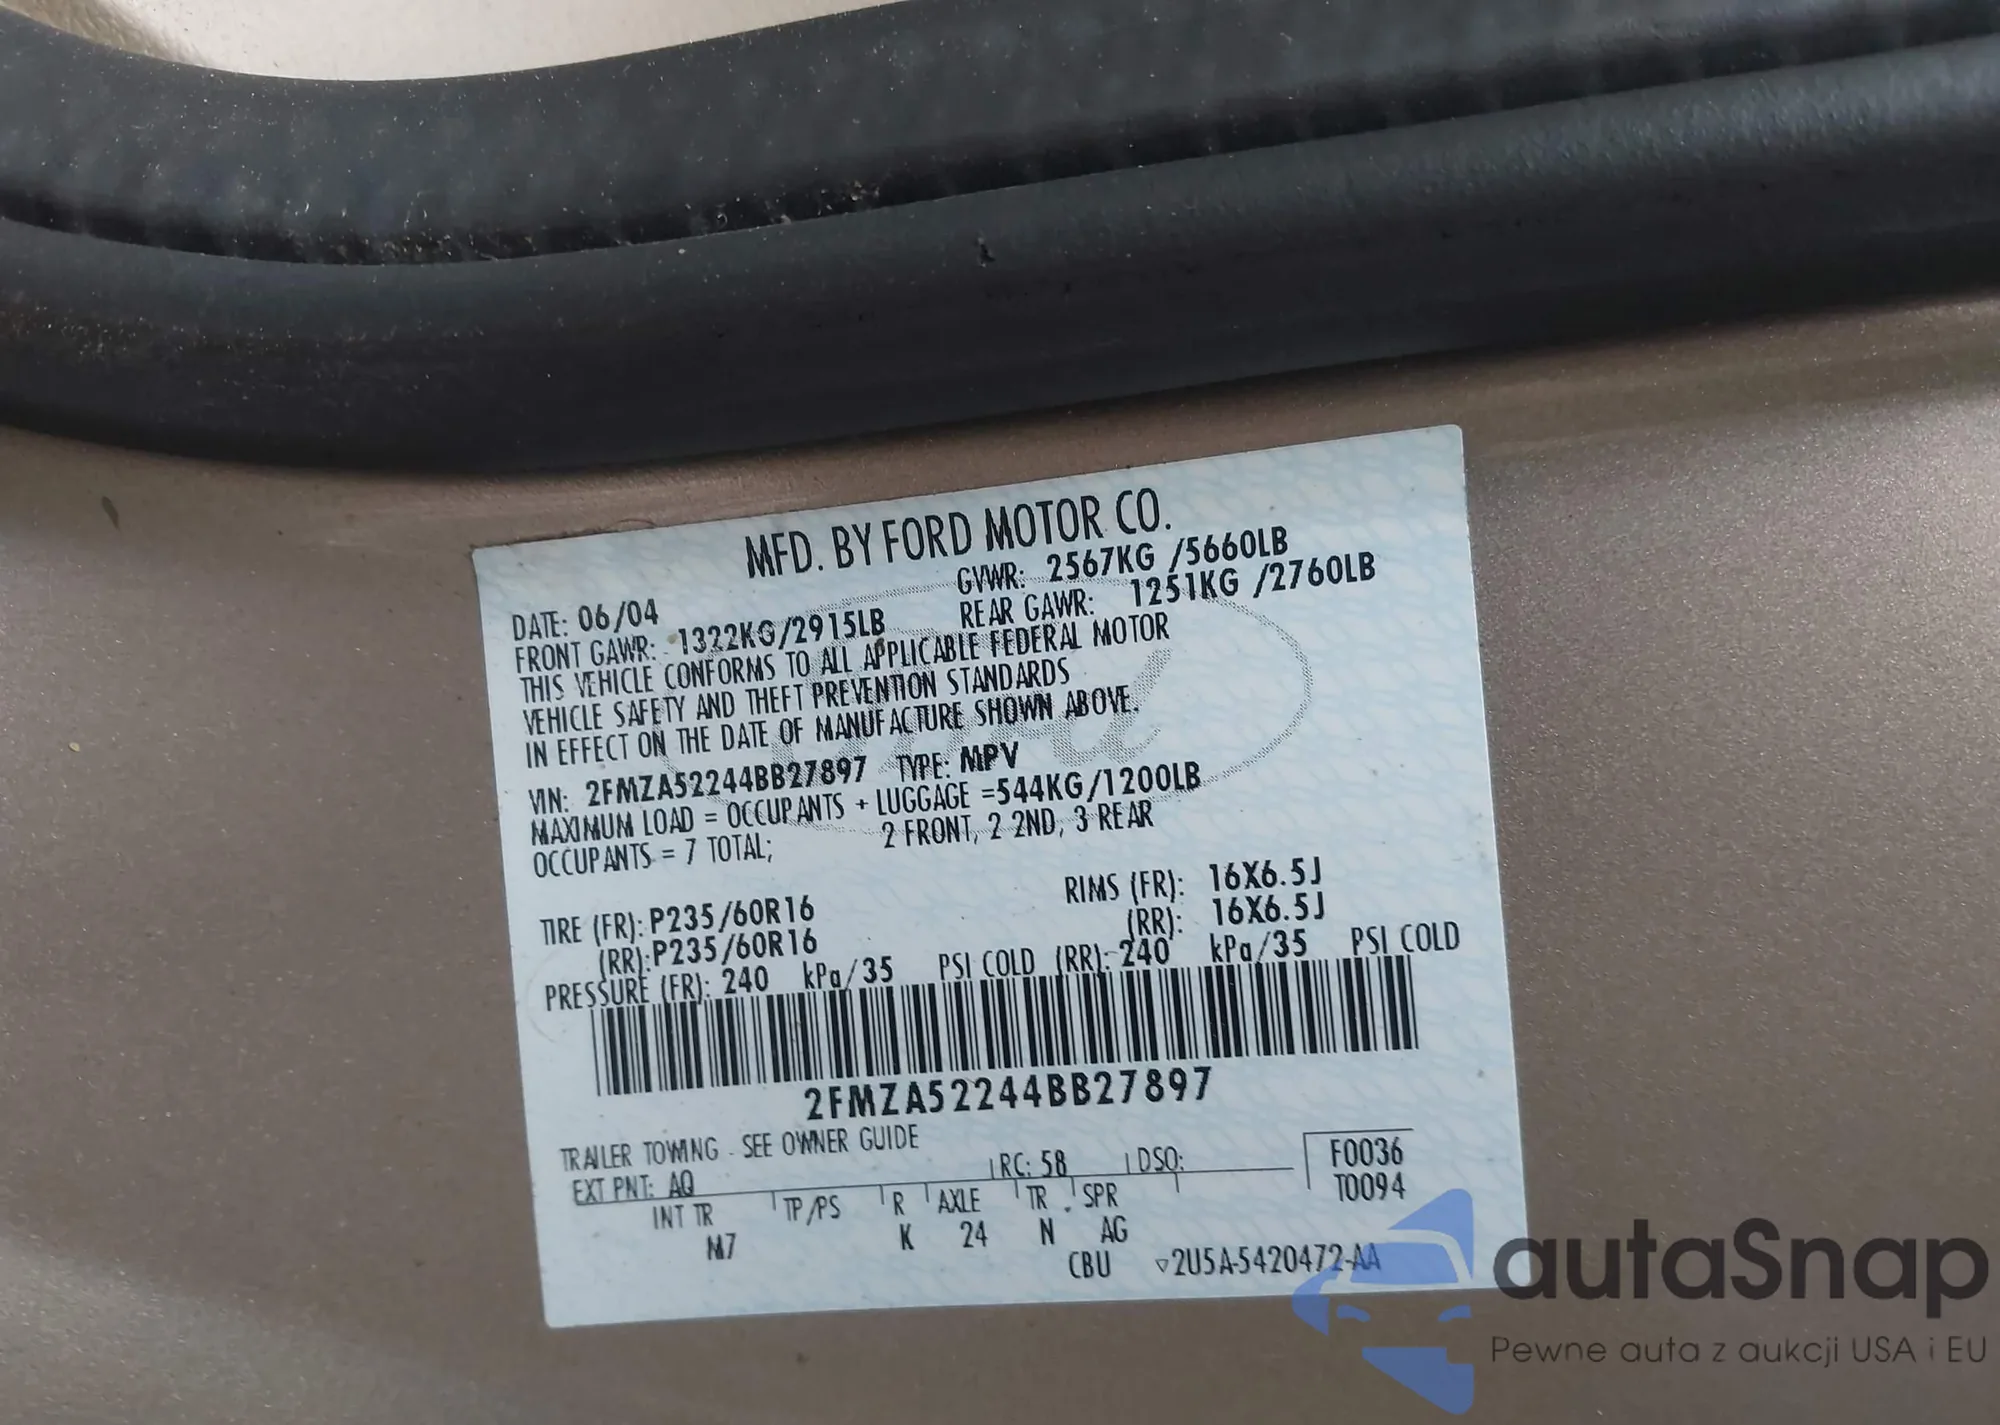 MFD. BY FORD MOTOR CO.
DATE: 06/04 GVWR: 2567KG /5660LB
FRONT GAWR: 1322KG/2915LB REAR GAWR: 1251KG /2760LB
THIS VEHICLE CONFORMS TO ALL APPLICABLE FEDERAL MOTOR
VEHICLE SAFETY AND THEFT PREVENTION STANDARDS
IN EFFECT ON THE DATE OF MANUFACTURE SHOWN ABOVE.
VIN: 2FMZA52244BB27897 TYPE: MPV
MAXIMUM LOAD = OCCUPANTS + LUGGAGE =544KG/1200LB
OCCUPANTS = 7 TOTAL; 2 FRONT, 2 2ND, 3 REAR
TIRE (FR): P235/60R16 RIMS (FR): 16X6.5J
(RR): P235/60R16 (RR): 16X6.5J
PRESSURE (FR): 240 kPa/35 PSI COLD (RR): 240 kPa/35 PSI COLD
2FMZA52244BB27897
TRAILER TOWING - SEE OWNER GUIDE
EXT PNT: AQ RC: 58 DSO: F0036
INT TR TP/PS R AXLE TR SPR T0094
M7 K 24 N AG
CBU ▽2U5A-5420472-AA
Ford
autaSnap
Pewne auta z aukcji USA i EU